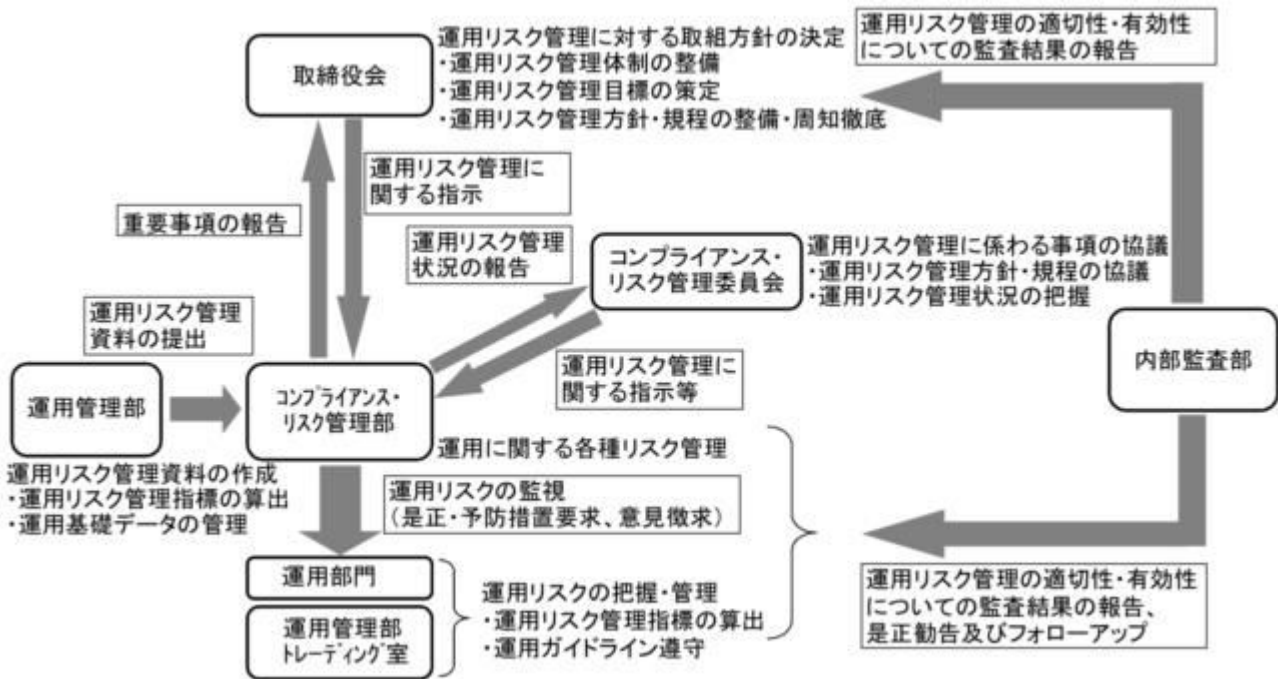 取締役会
運用リスク管理に対する取組方針の決定
・運用リスク管理体制の整備
・運用リスク管理目標の策定
・運用リスク管理方針・規程の整備・周知徹底
運用リスク管理の適切性・有効性
についての監査結果の報告
運用リスク管理に
関する指示
重要事項の報告
運用リスク管理
状況の報告
コンプライアンス・
リスク管理委員会
運用リスク管理に係わる事項の協議
・運用リスク管理方針・規程の協議
・運用リスク管理状況の把握
運用リスク管理
資料の提出
運用リスク管理に
関する指示等
内部監査部
運用管理部
コンプライアンス・
リスク管理部
運用に関する各種リスク管理
運用リスク管理資料の作成
・運用リスク管理指標の算出
・運用基礎データの管理
運用リスクの監視
（是正・予防措置要求、意見徴求）
運用部門
運用管理部
トレーディング室
運用リスクの把握・管理
・運用リスク管理指標の算出
・運用ガイドライン遵守
運用リスク管理の適切性・有効性
についての監査結果の報告、
是正勧告及びフォローアップ